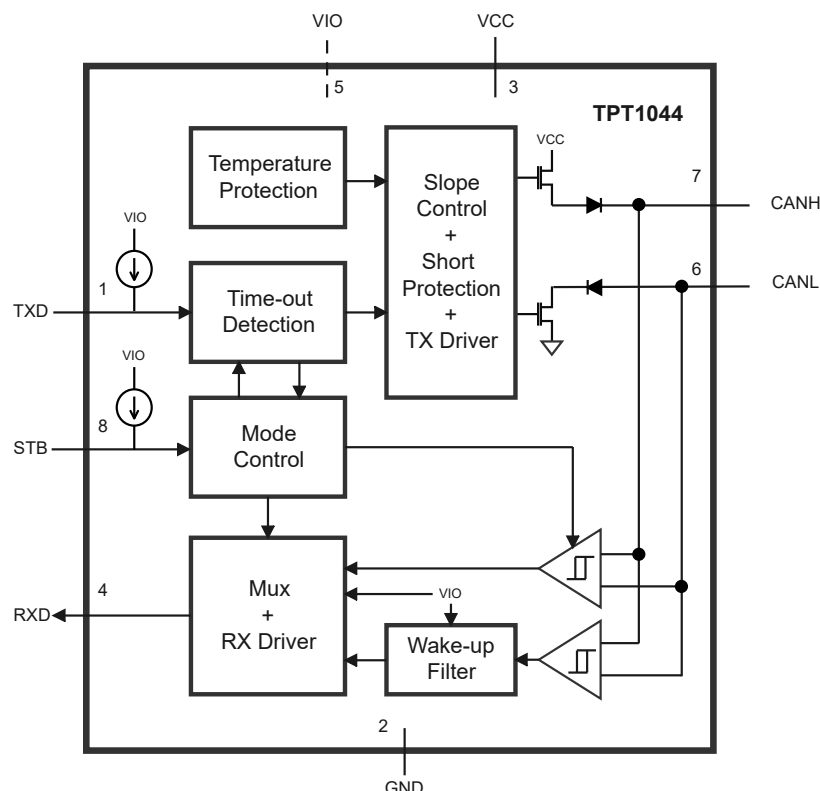 VIO
VCC
5
3
TPT1044
Temperature
Protection
Slope
Control
+
Short
Protection
+
TX Driver
VCC
7
CANH
VIO
1
TXD
Time-out
Detection
6
CANL
VIO
8
STB
Mode
Control
4
RXD
Mux
+
RX Driver
VIO
Wake-up
Filter
2
GND